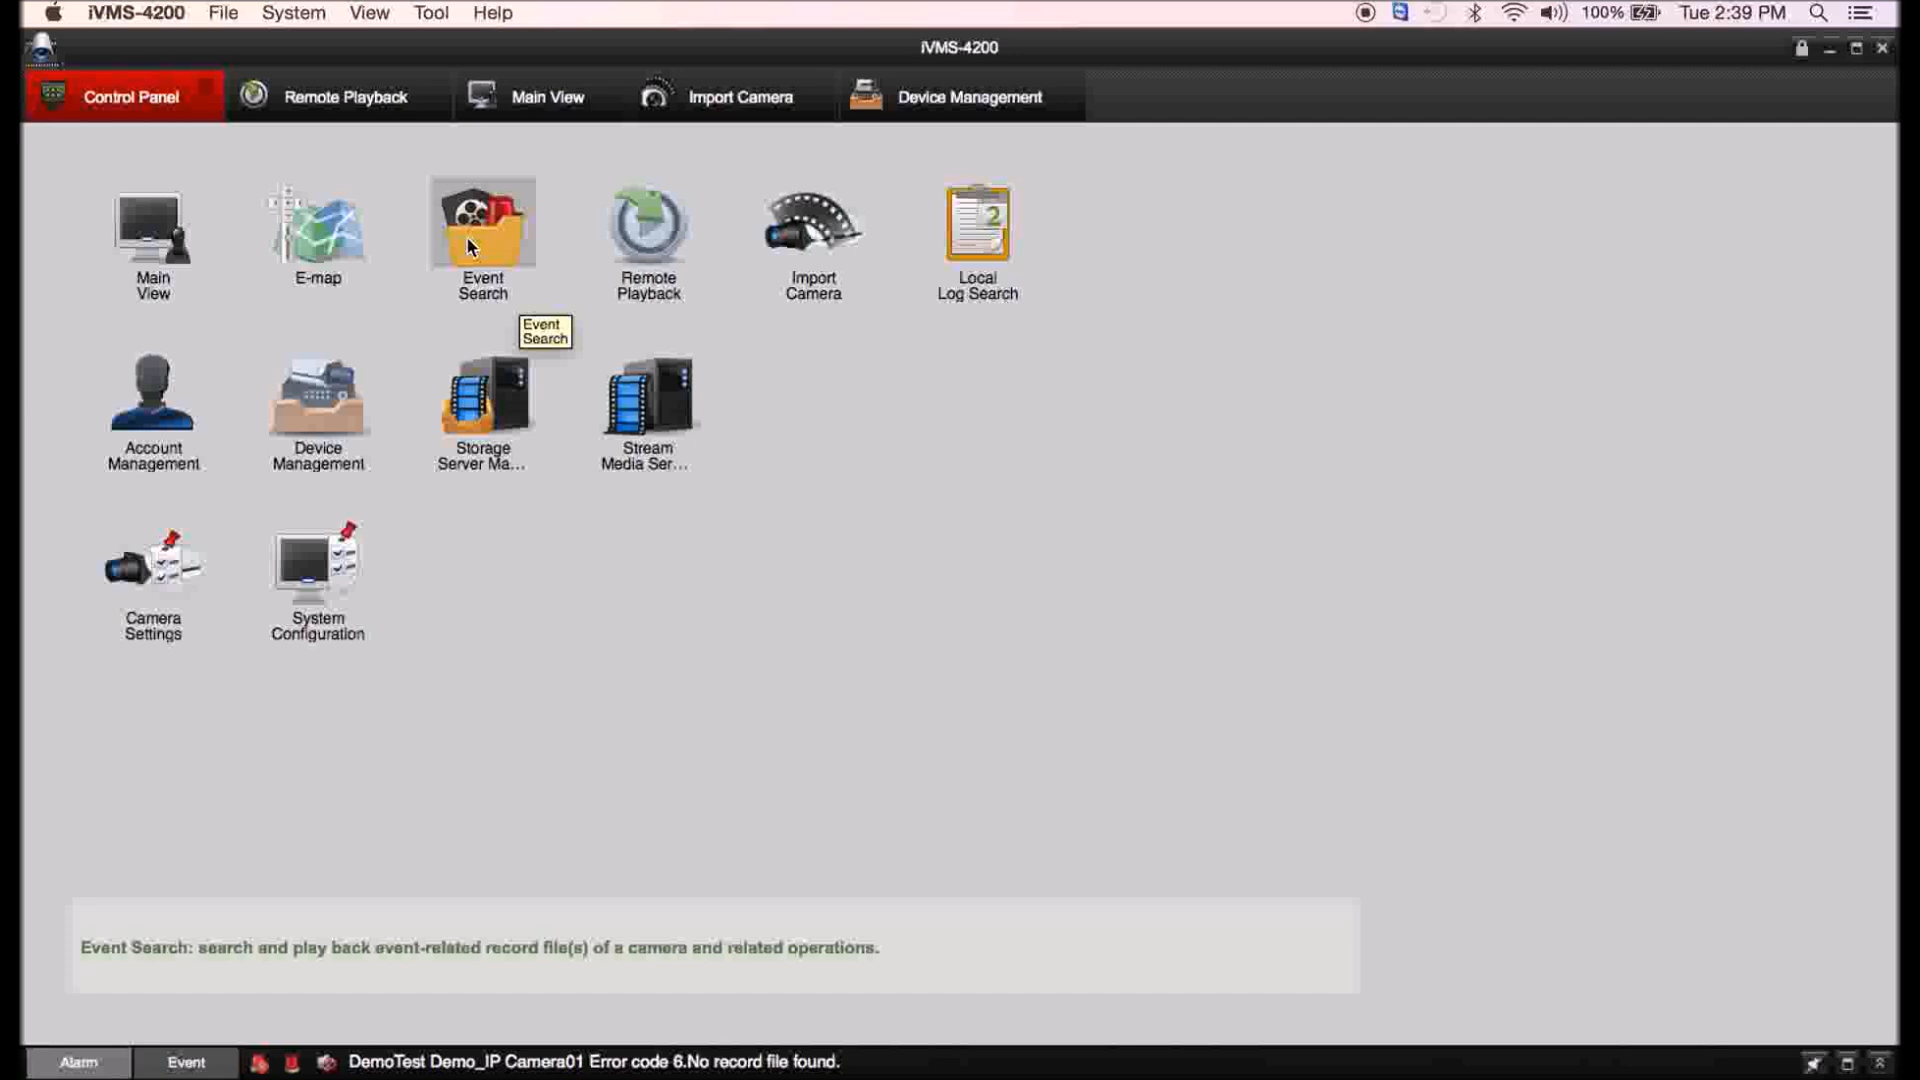 iVMS-4200 File System View Tool Help 100% Tue 2:39 PM
iVMS-4200
Control Panel Remote Playback Main View Import Camera Device Management
2
Main
View
E-map
Event
Search
Remote
Playback
Import
Camera
Local
Log Search
Event
Search
Account
Management
Device
Management
Storage
Server Ma...
Stream
Media Ser...
Camera
Settings
System
Configuration
Event Search: search and play back event-related record file(s) of a camera and related operations.
Alarm Event DemoTest Demo_IP Camera01 Error code 6.No record file found.